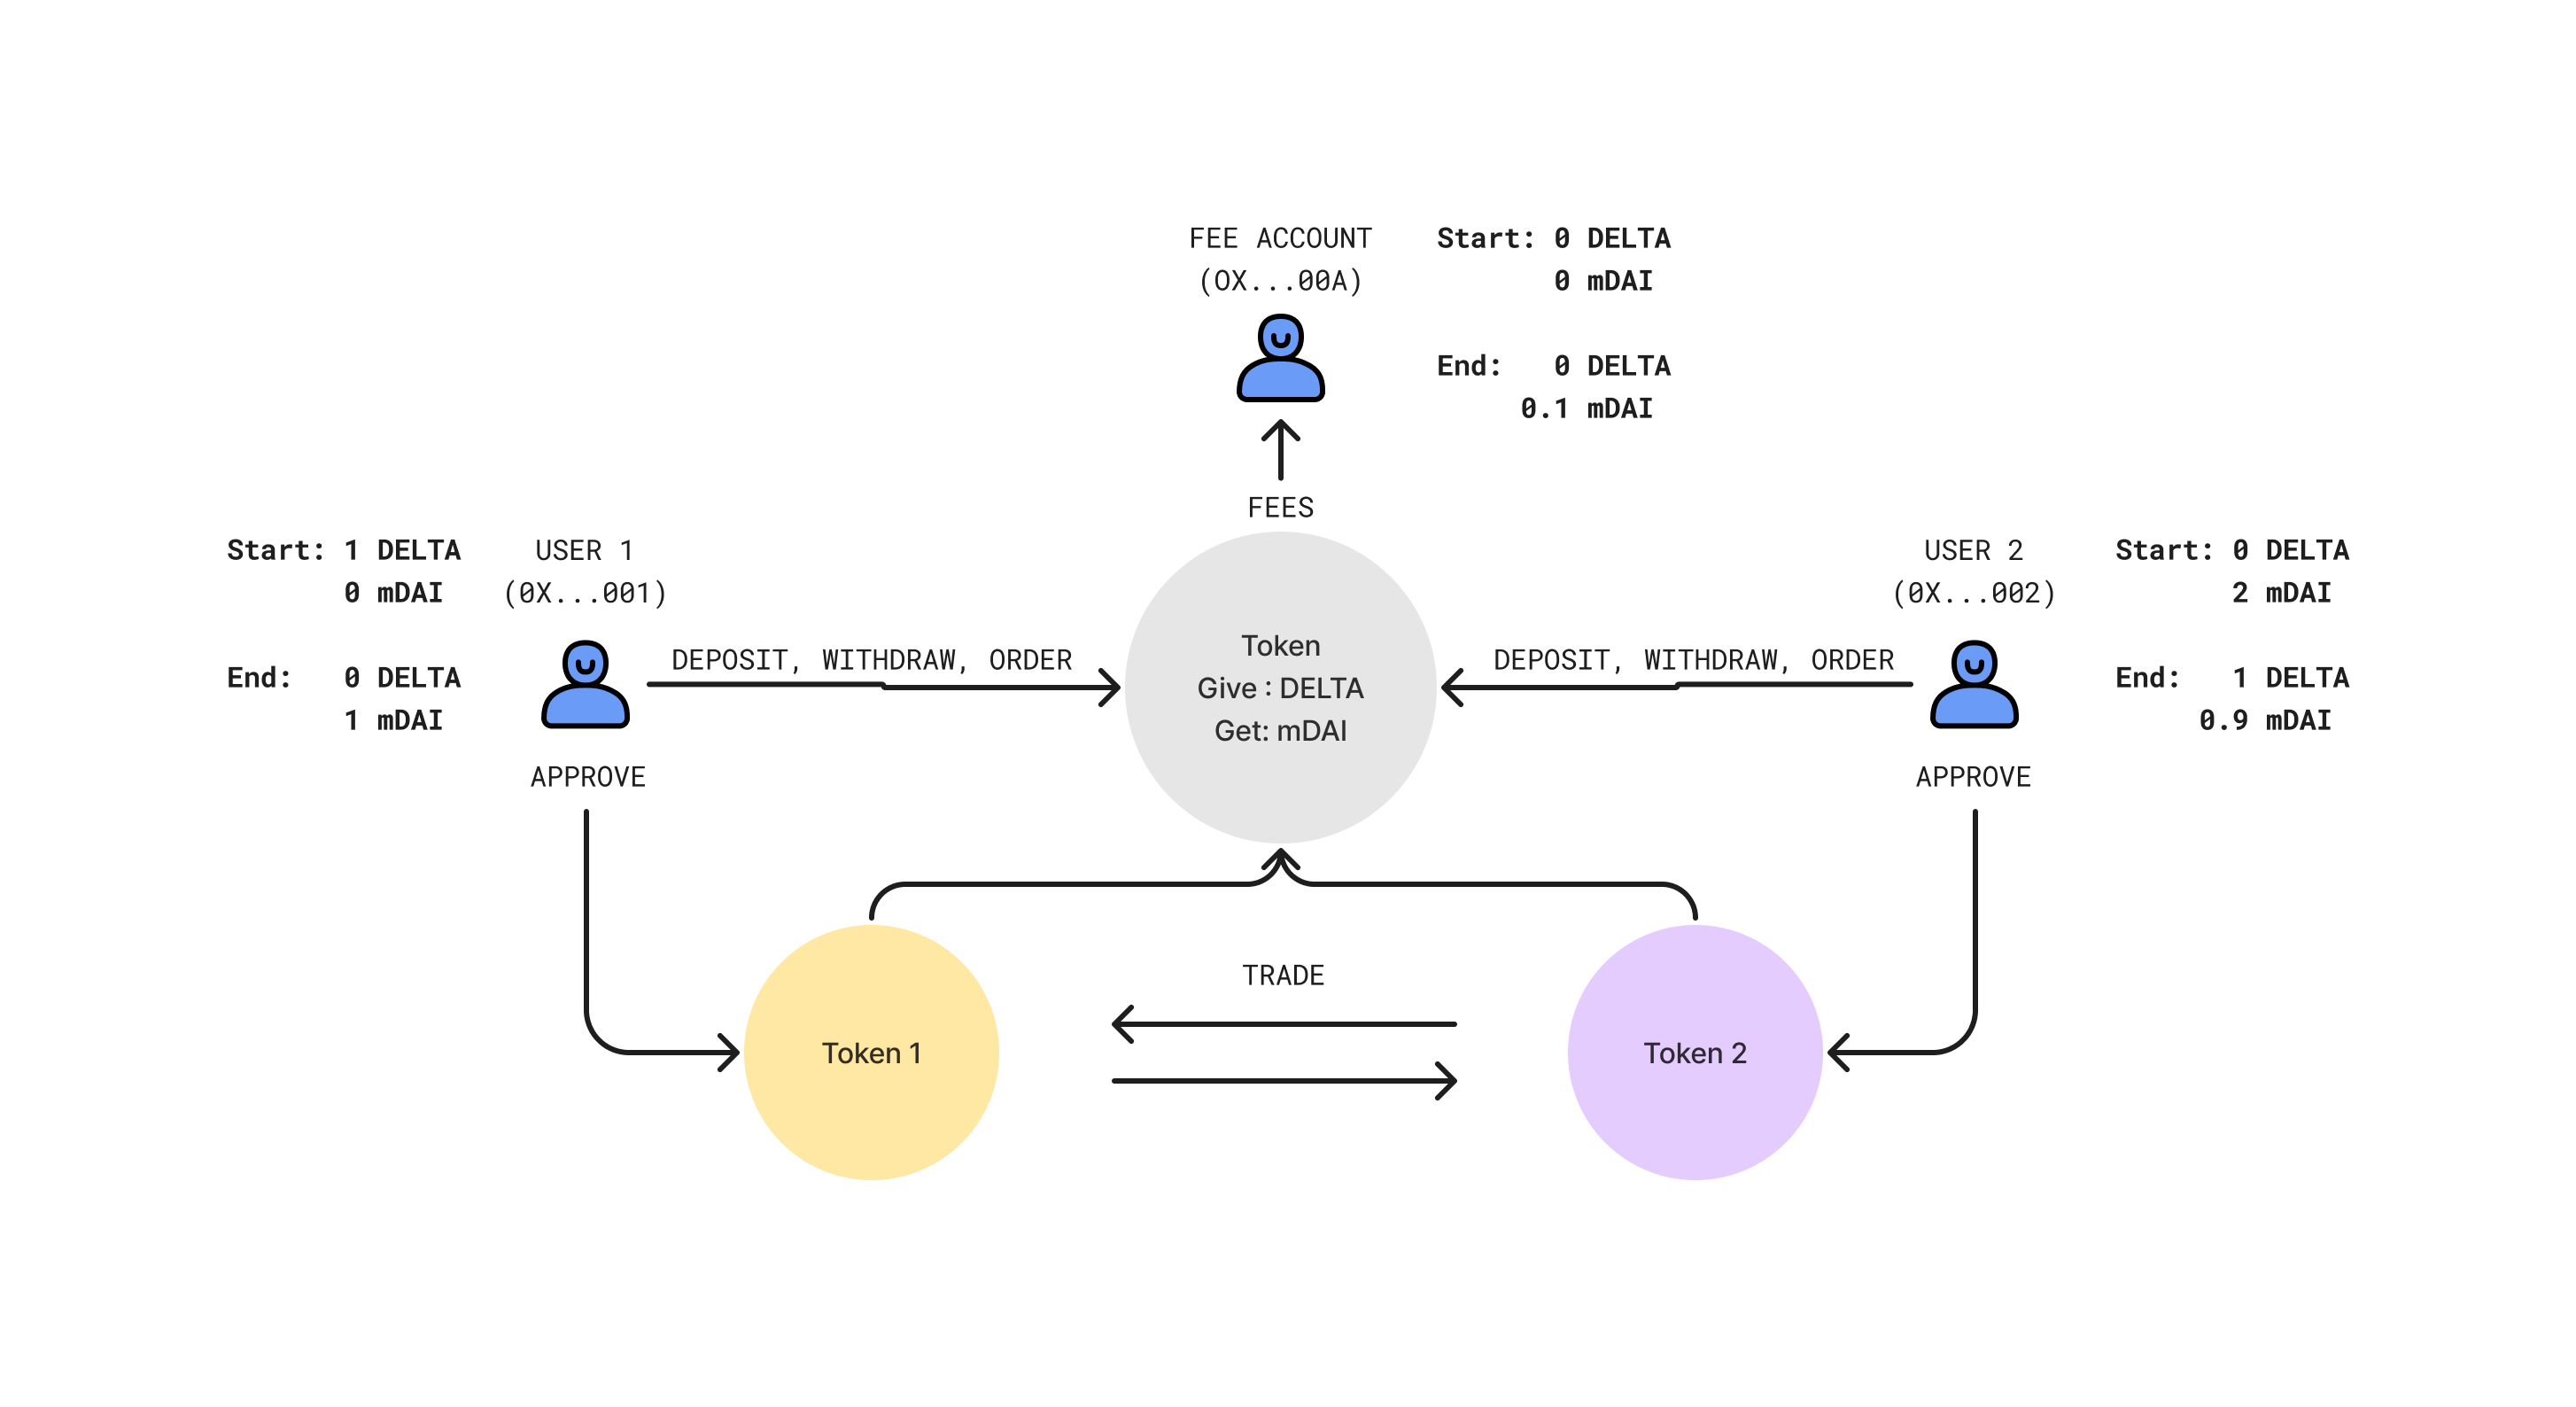 FEE ACCOUNT
(OX...00A)
Start: 0 DELTA
0 mDAI
End: 0 DELTA
0.1 mDAI
FEES
Start: 1 DELTA
0 mDAI
End: 0 DELTA
1 mDAI
USER 1
(0X...001)
DEPOSIT, WITHDRAW, ORDER
APPROVE
Token
Give : DELTA
Get: mDAI
DEPOSIT, WITHDRAW, ORDER
USER 2
(0X...002)
APPROVE
Start: 0 DELTA
2 mDAI
End: 1 DELTA
0.9 mDAI
TRADE
Token 1
Token 2